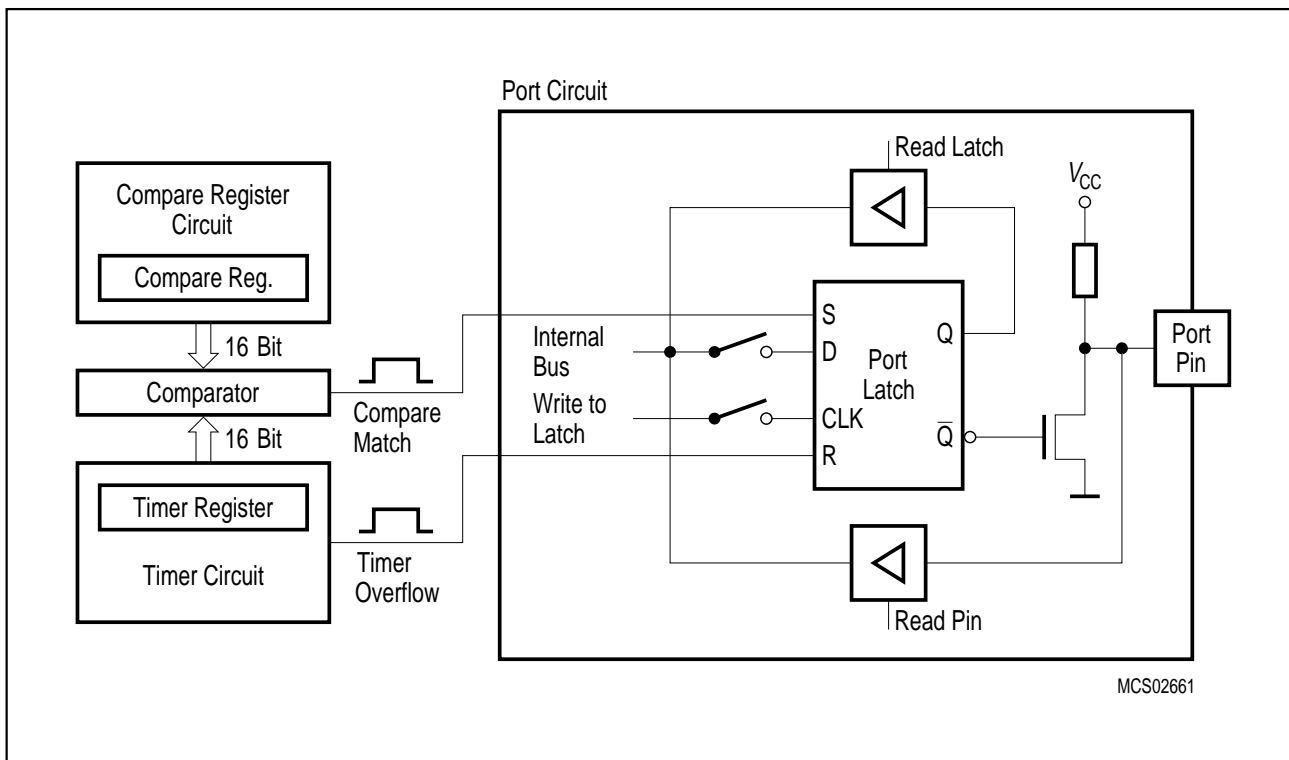 Port Circuit
Compare Register
Circuit
Compare Reg.
16 Bit
Comparator
16 Bit
Timer Register
Timer Circuit
Compare
Match
Timer
Overflow
Read Latch
VCC
Internal
Bus
Write to
Latch
S
D
CLK
R
Port
Latch
Q
Q̅
Port
Pin
Read Pin
MCS02661